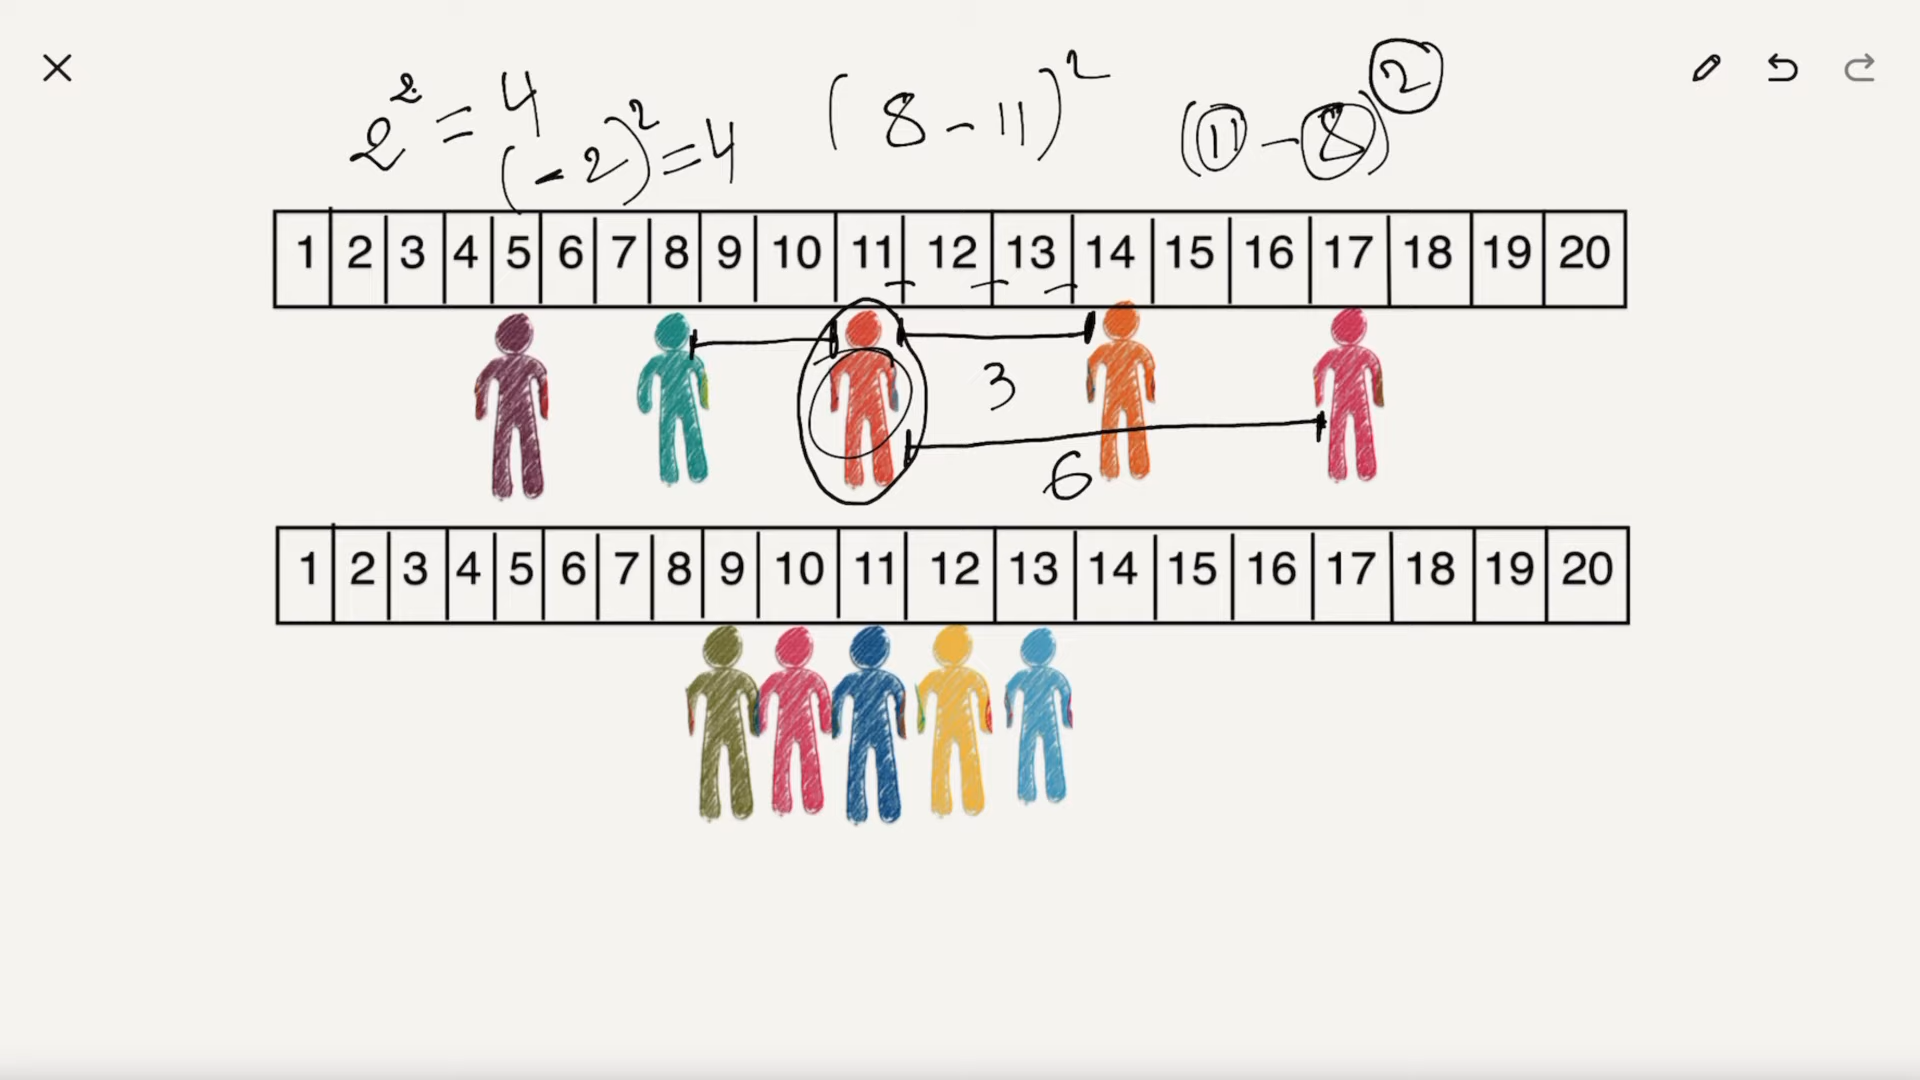 2² = 4
(-2)² = 4
(8 - 11)²
(11 - 8)²
1 2 3 4 5 6 7 8 9 10 11 12 13 14 15 16 17 18 19 20
3
6
1 2 3 4 5 6 7 8 9 10 11 12 13 14 15 16 17 18 19 20